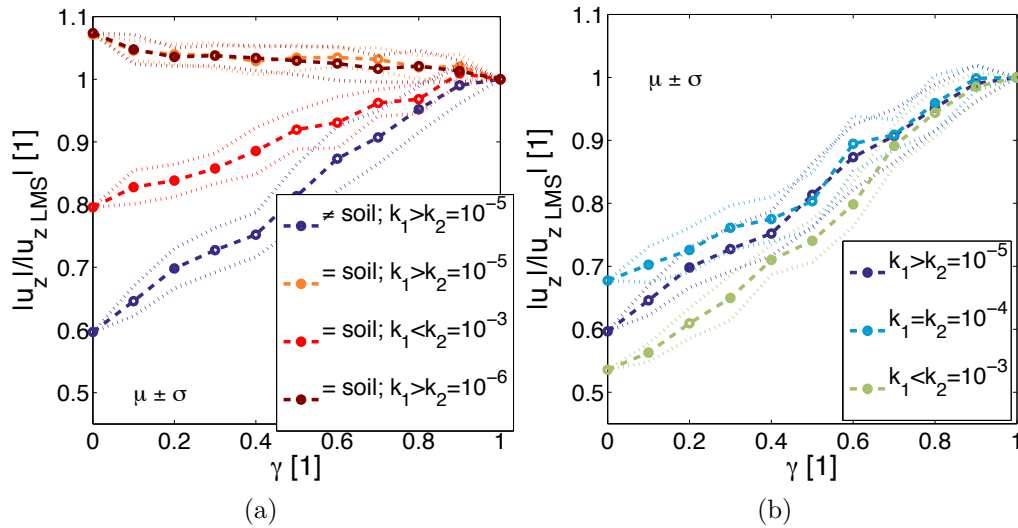 1.1
1
0.9
0.8
0.7
0.6
0.5
|u_z|/|u_z LMS| [1]
≠ soil; k_1>k_2=10^-5
= soil; k_1>k_2=10^-5
= soil; k_1<k_2=10^-3
= soil; k_1>k_2=10^-6
μ ± σ
0 0.2 0.4 0.6 0.8 1
γ [1]
(a)
1.1
1
0.9
0.8
0.7
0.6
0.5
|u_z|/|u_z LMS| [1]
μ ± σ
k_1>k_2=10^-5
k_1=k_2=10^-4
k_1<k_2=10^-3
0 0.2 0.4 0.6 0.8 1
γ [1]
(b)